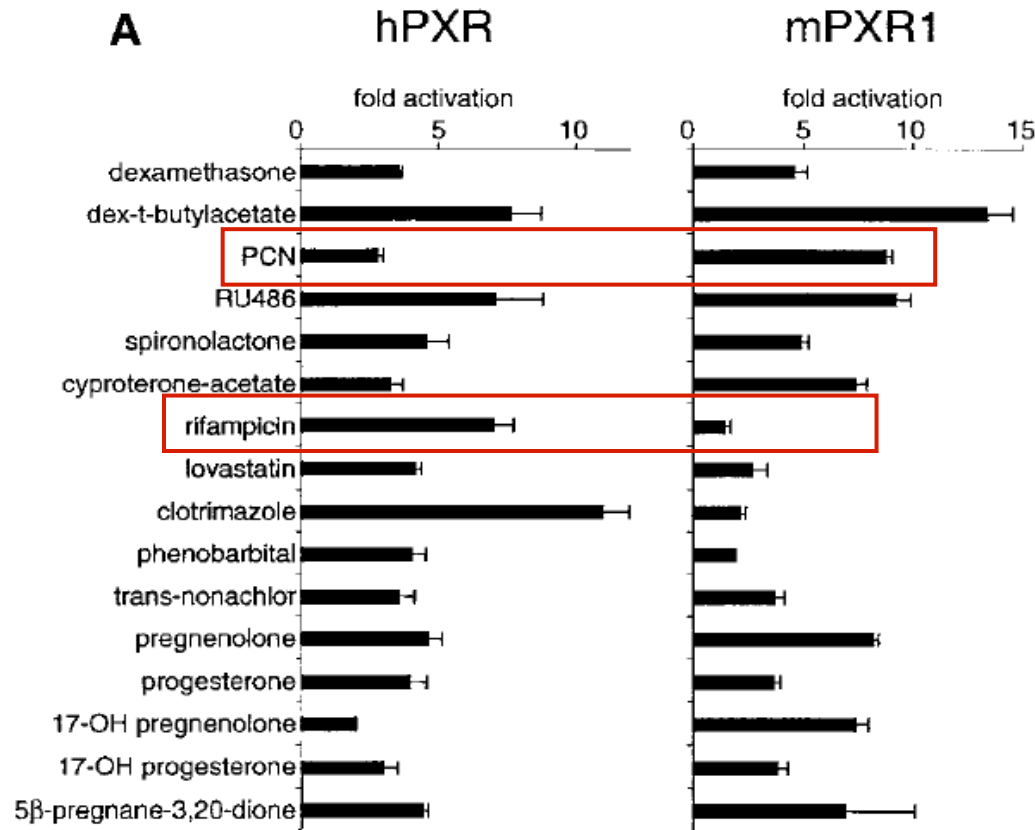 A hPXR mPXR1
fold activation fold activation
0 5 10 0 5 10 15
dexamethasone
dex-t-butylacetate
PCN
RU486
spironolactone
cyproterone-acetate
rifampicin
lovastatin
clotrimazole
phenobarbital
trans-nonachlor
pregnenolone
progesterone
17-OH pregnenolone
17-OH progesterone
5β-pregnane-3,20-dione